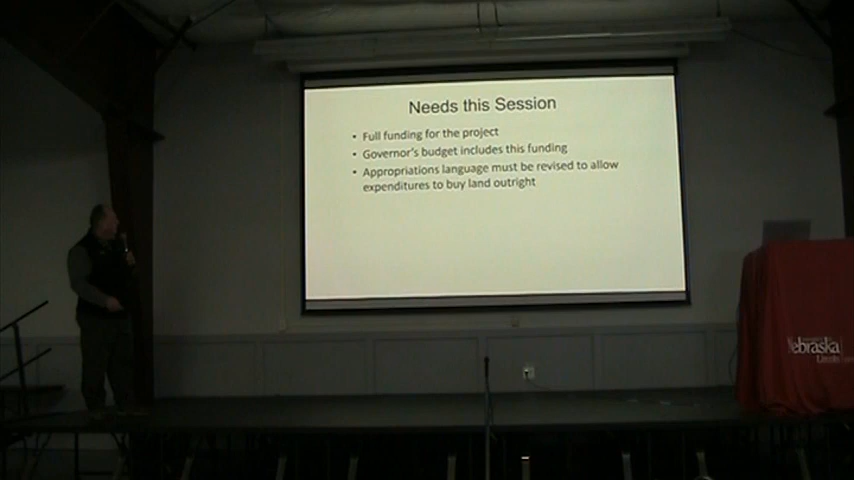 Needs this Session
• Full funding for the project
• Governor's budget includes this funding
• Appropriations language must be revised to allow
expenditures to buy land outright
Nebraska
Lincoln